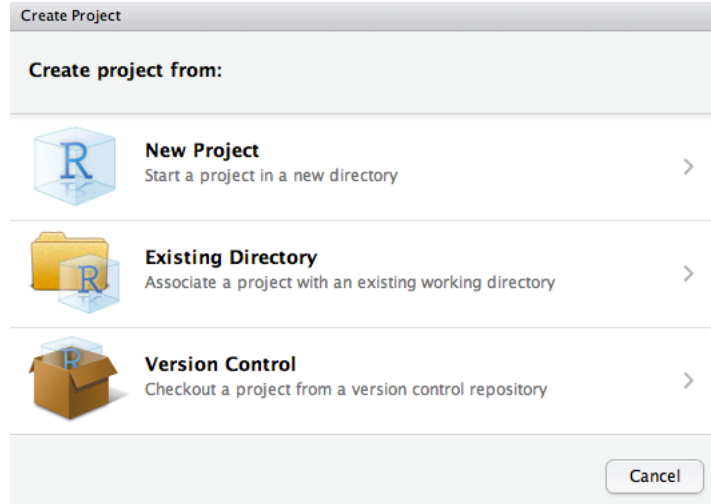 Create Project
Create project from:
R
New Project
Start a project in a new directory
R
Existing Directory
Associate a project with an existing working directory
R
Version Control
Checkout a project from a version control repository
Cancel